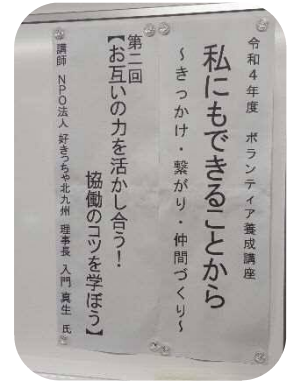 令和4年度 ボランティア養成講座
私にもできることから
～きっかけ・繋がり・仲間づくり～
第二回
【お互いの力を活かし合う！
協働のコツを学ぼう】
講師 NPO法人 好きっちゃ北九州 理事長 入門 真生 氏